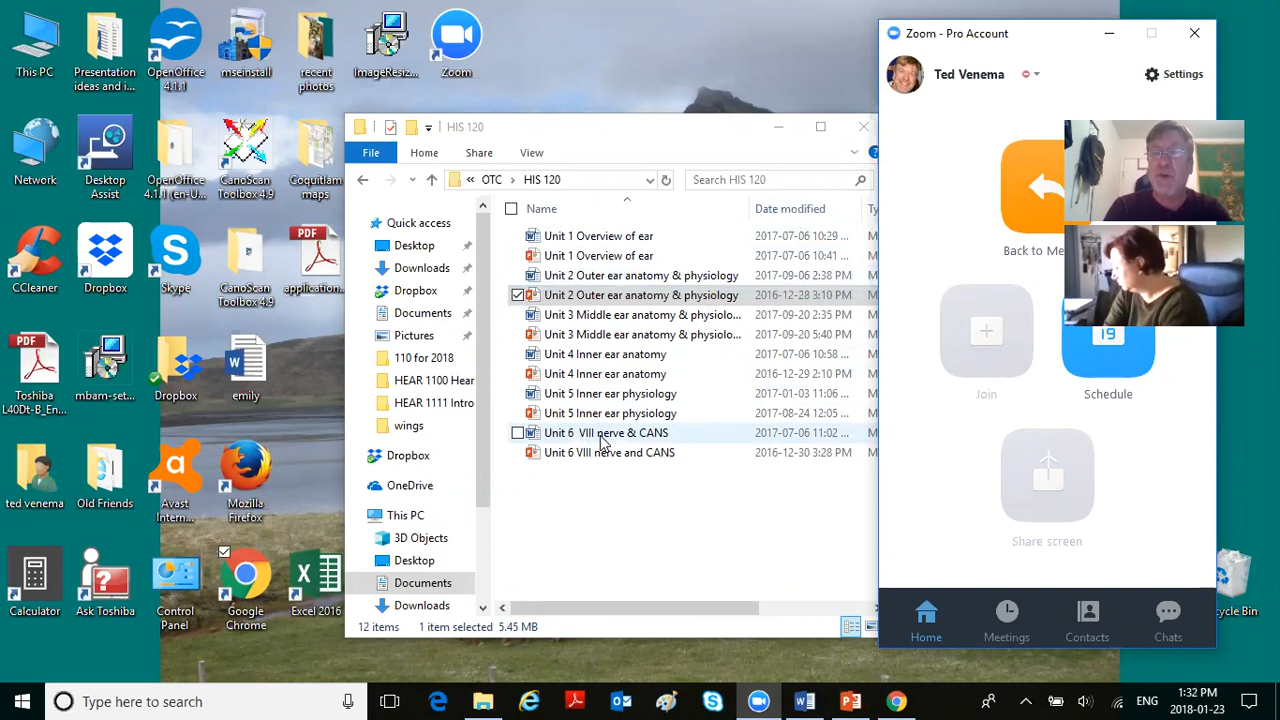 This PC
Presentation ideas and i...
OpenOffice 4.1.1
mseinstall
recent photos
ImageResiz...
Zoom
Network
Desktop Assist
OpenOffice 4.1.1 (en-U...
CanoScan Toolbox 4.9
Coquitlam maps
CCleaner
Dropbox
Skype
CanoScan Toolbox 4.9
PDF
application...
PDF
Toshiba L40Dt-B_En...
mbam-set...
Dropbox
emily
ted venema
Old Friends
Avast Intern...
Mozilla Firefox
Calculator
Ask Toshiba
Control Panel
Google Chrome
Excel 2016
HIS 120
File Home Share View
« OTC > HIS 120
Search HIS 120
Name Date modified Ty
Unit 1 Overview of ear 2017-07-06 10:29 ... M
Unit 1 Overview of ear 2017-07-06 10:41 ... M
Unit 2 Outer ear anatomy & physiology 2017-09-06 2:38 PM M
Unit 2 Outer ear anatomy & physiology 2016-12-28 3:10 PM M
Unit 3 Middle ear anatomy & physiolo... 2017-09-20 2:35 PM M
Unit 3 Middle ear anatomy & physiolo... 2017-09-20 5:40 PM M
Unit 4 Inner ear anatomy 2017-07-06 10:58 ... M
Unit 4 Inner ear anatomy 2016-12-29 2:10 PM M
Unit 5 Inner ear physiology 2017-01-03 11:06 ... M
Unit 5 Inner ear physiology 2017-08-24 12:05 ... M
Unit 6 VIII nerve & CANS 2017-07-06 11:02 ... M
Unit 6 VIII nerve and CANS 2016-12-30 3:28 PM M
Quick access
Desktop
Downloads
Dropbox
Documents
Pictures
110 for 2018
HEAR 1100 Hear
HEAR 1111 Intro
wings
Dropbox
OneDrive
This PC
3D Objects
Desktop
Documents
Downloads
12 items 1 item selected 5.45 MB
Zoom - Pro Account
Ted Venema
Settings
Back to Me
Join
19
Schedule
Share screen
Home Meetings Contacts Chats
cycle Bin
Type here to search
ENG
1:32 PM
2018-01-23